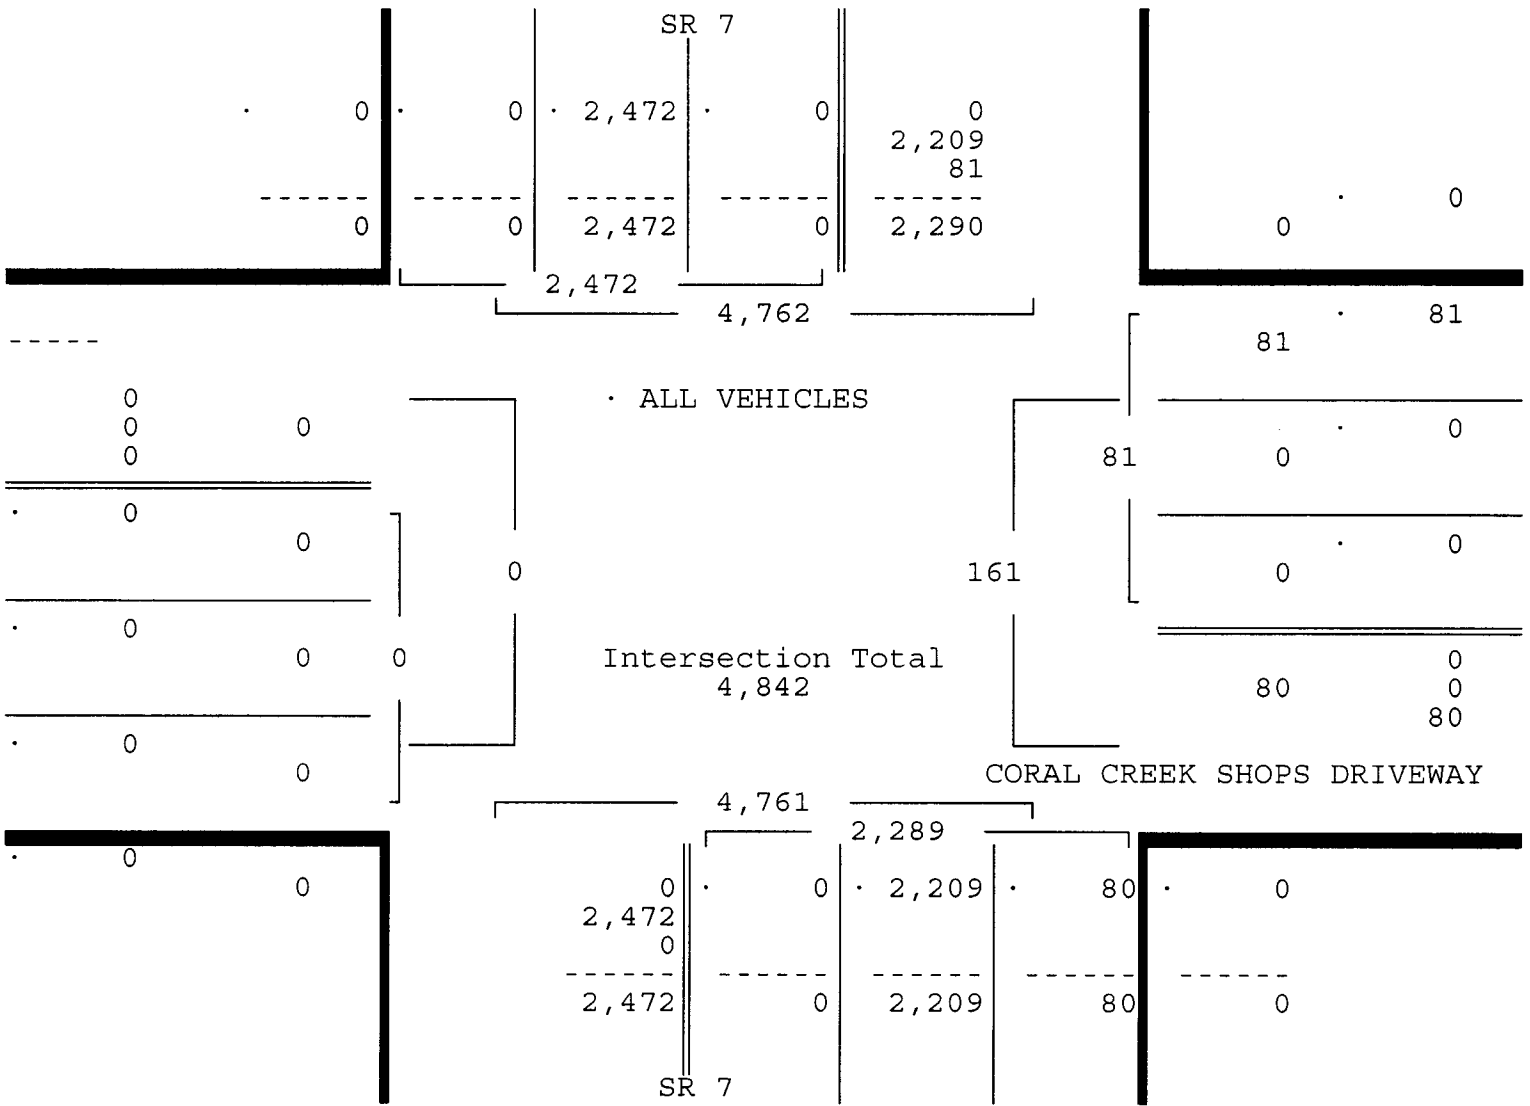 SR 7
· 0 · 0 · 2,472 · 0 0
2,209
81
------ ------ ------ ------ ------ · 0
0 0 2,472 0 2,290 0
2,472
4,762 · 81
----- 81
0 · ALL VEHICLES
0 0 · 0
0 81 0
· 0
0 · 0
0 161 0
· 0
0 0 Intersection Total 0
4,842 80 0
80
· 0
0 CORAL CREEK SHOPS DRIVEWAY
4,761
2,289
· 0
0 0 · 0 · 2,209 · 80 · 0
2,472
0
------ ------ ------ ------ ------
2,472 0 2,209 80 0
SR 7